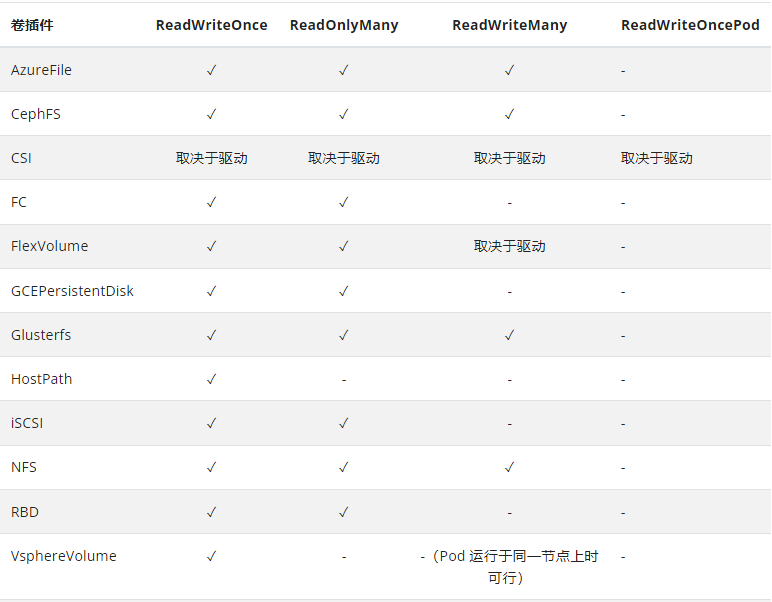 卷插件 ReadWriteOnce ReadOnlyMany ReadWriteMany ReadWriteOncePod
AzureFile ✓ ✓ ✓ -
CephFS ✓ ✓ ✓ -
CSI 取决于驱动 取决于驱动 取决于驱动 取决于驱动
FC ✓ ✓ - -
FlexVolume ✓ ✓ 取决于驱动 -
GCEPersistentDisk ✓ ✓ - -
Glusterfs ✓ ✓ ✓ -
HostPath ✓ - - -
iSCSI ✓ ✓ - -
NFS ✓ ✓ ✓ -
RBD ✓ ✓ - -
VsphereVolume ✓ - -（Pod 运行于同一节点上时 -
可行）